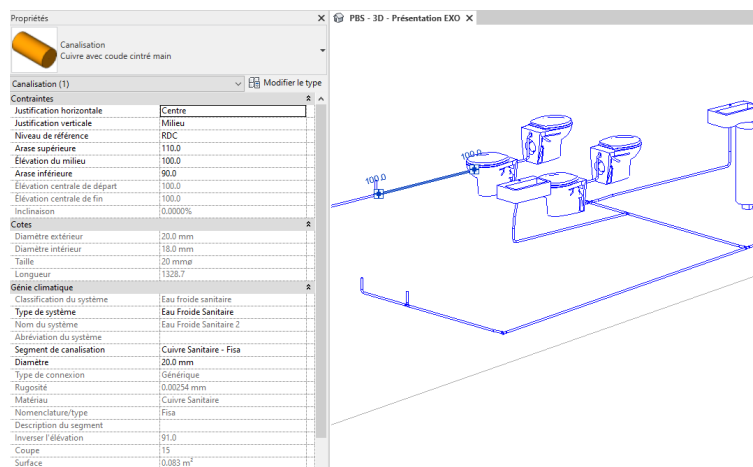 Propriétés
PBS - 3D - Présentation EXO
Canalisation
Cuivre avec coude cintré main
Canalisation (1)
Modifier le type
Contraintes
Justification horizontale Centre
Justification verticale Milieu
Niveau de référence RDC
Arase supérieure 110.0
Élévation du milieu 100.0
Arase inférieure 90.0
Élévation centrale de départ 100.0
Élévation centrale de fin 100.0
Inclinaison 0.0000%
Cotes
Diamètre extérieur 20.0 mm
Diamètre intérieur 18.0 mm
Taille 20 mmø
Longueur 1328.7
Génie climatique
Classification du système Eau froide sanitaire
Type de système Eau Froide Sanitaire
Nom du système Eau Froide Sanitaire 2
Abréviation du système
Segment de canalisation Cuivre Sanitaire - Fisa
Diamètre 20.0 mm
Type de connexion Générique
Rugosité 0.00254 mm
Matériau Cuivre Sanitaire
Nomenclature/type Fisa
Description du segment
Inverser l'élévation 91.0
Coupe 15
Surface 0.083 m²
100.0
100.0